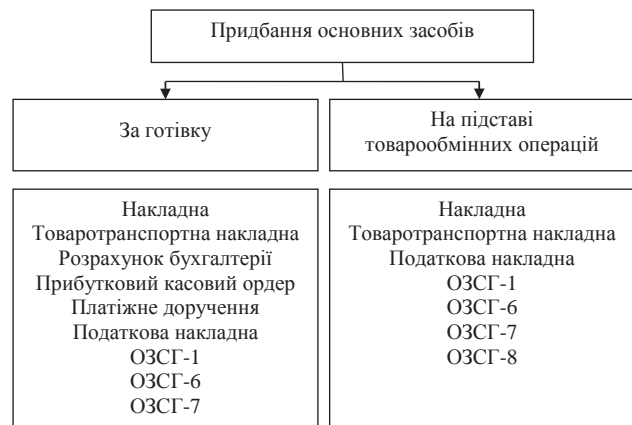 Придбання основних засобів
За готівку
На підставі
товарообмінних операцій
Накладна
Товаротранспортна накладна
Розрахунок бухгалтерії
Прибутковий касовий ордер
Платіжне доручення
Податкова накладна
ОЗСГ-1
ОЗСГ-6
ОЗСГ-7
Накладна
Товаротранспортна накладна
Податкова накладна
ОЗСГ-1
ОЗСГ-6
ОЗСГ-7
ОЗСГ-8